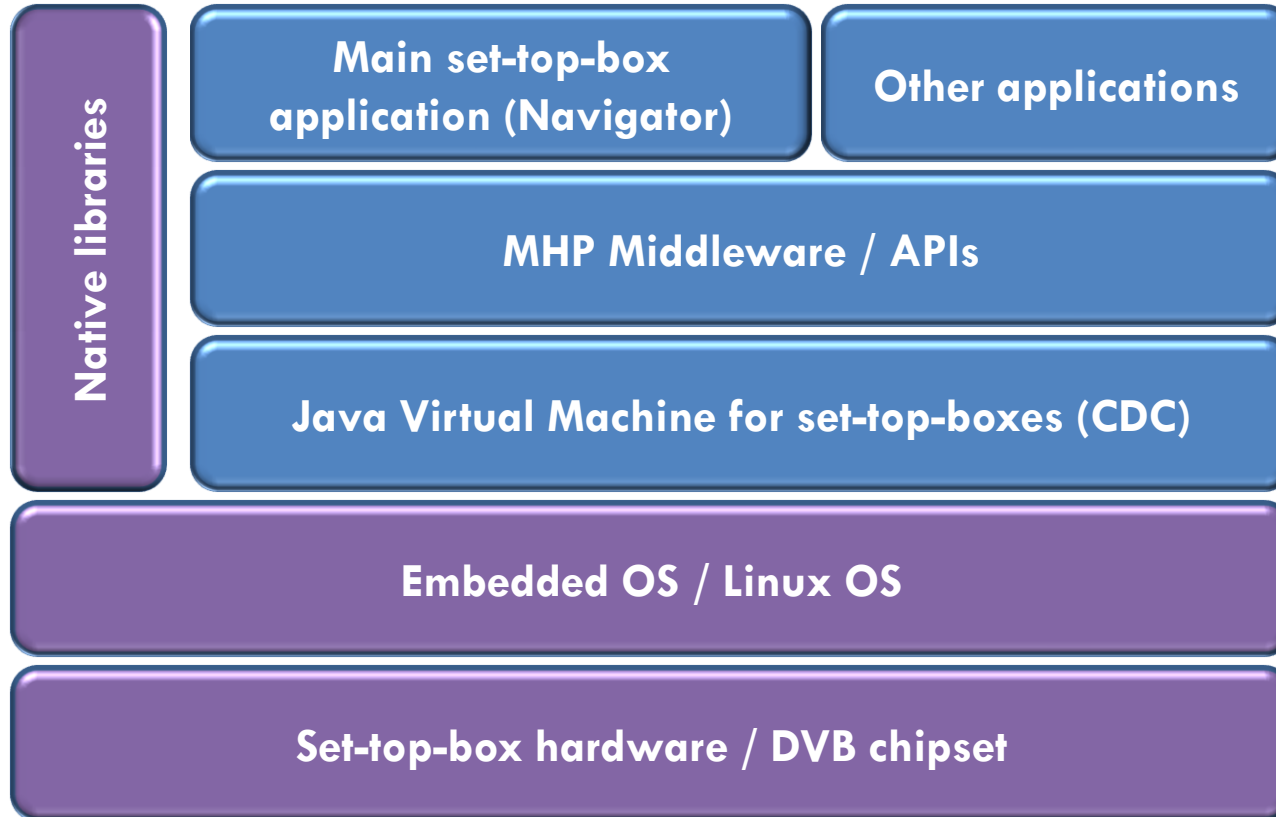 Native libraries
Main set-top-box
application (Navigator)
Other applications
MHP Middleware / APIs
Java Virtual Machine for set-top-boxes (CDC)
Embedded OS / Linux OS
Set-top-box hardware / DVB chipset